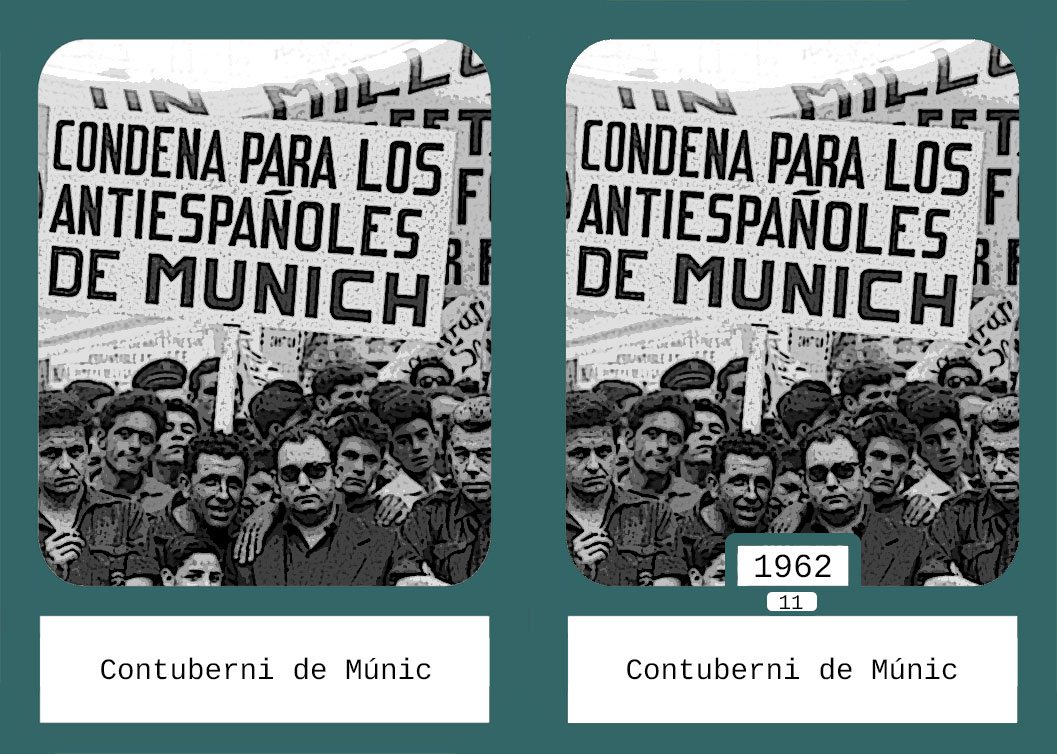 CONDENA PARA LOS
ANTIESPAÑOLES
DE MUNICH
Contuberni de Múnic
CONDENA PARA LOS
ANTIESPAÑOLES
DE MUNICH
1962
11
Contuberni de Múnic